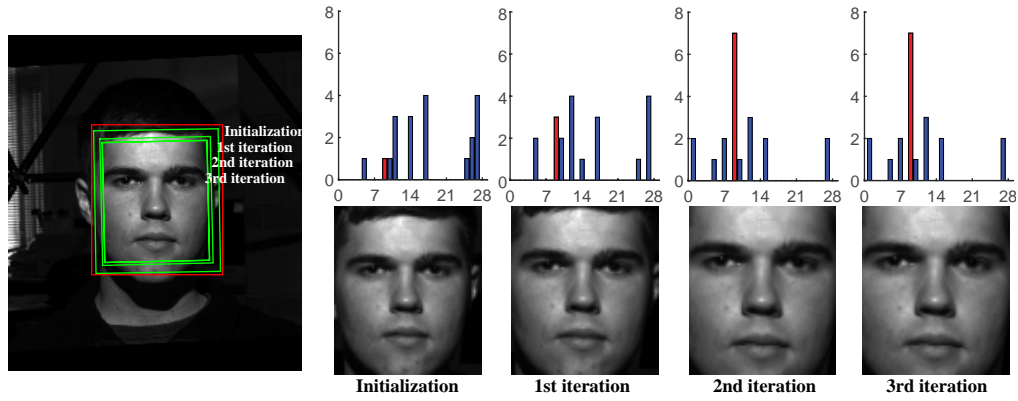 Initialization
1st iteration
2nd iteration
3rd iteration
8 8 8 8
6 6 6 6
4 4 4 4
2 2 2 2
0 0 0 0
0 7 14 21 28 0 7 14 21 28 0 7 14 21 28 0 7 14 21 28
Initialization 1st iteration 2nd iteration 3rd iteration